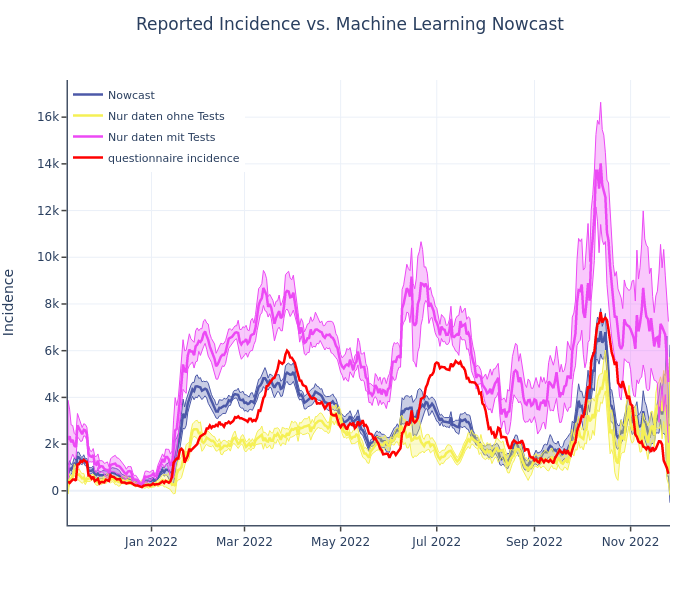 Reported Incidence vs. Machine Learning Nowcast
Nowcast
Nur daten ohne Tests
Nur daten mit Tests
questionnaire incidence
Incidence
16k
14k
12k
10k
8k
6k
4k
2k
0
Jan 2022
Mar 2022
May 2022
Jul 2022
Sep 2022
Nov 2022